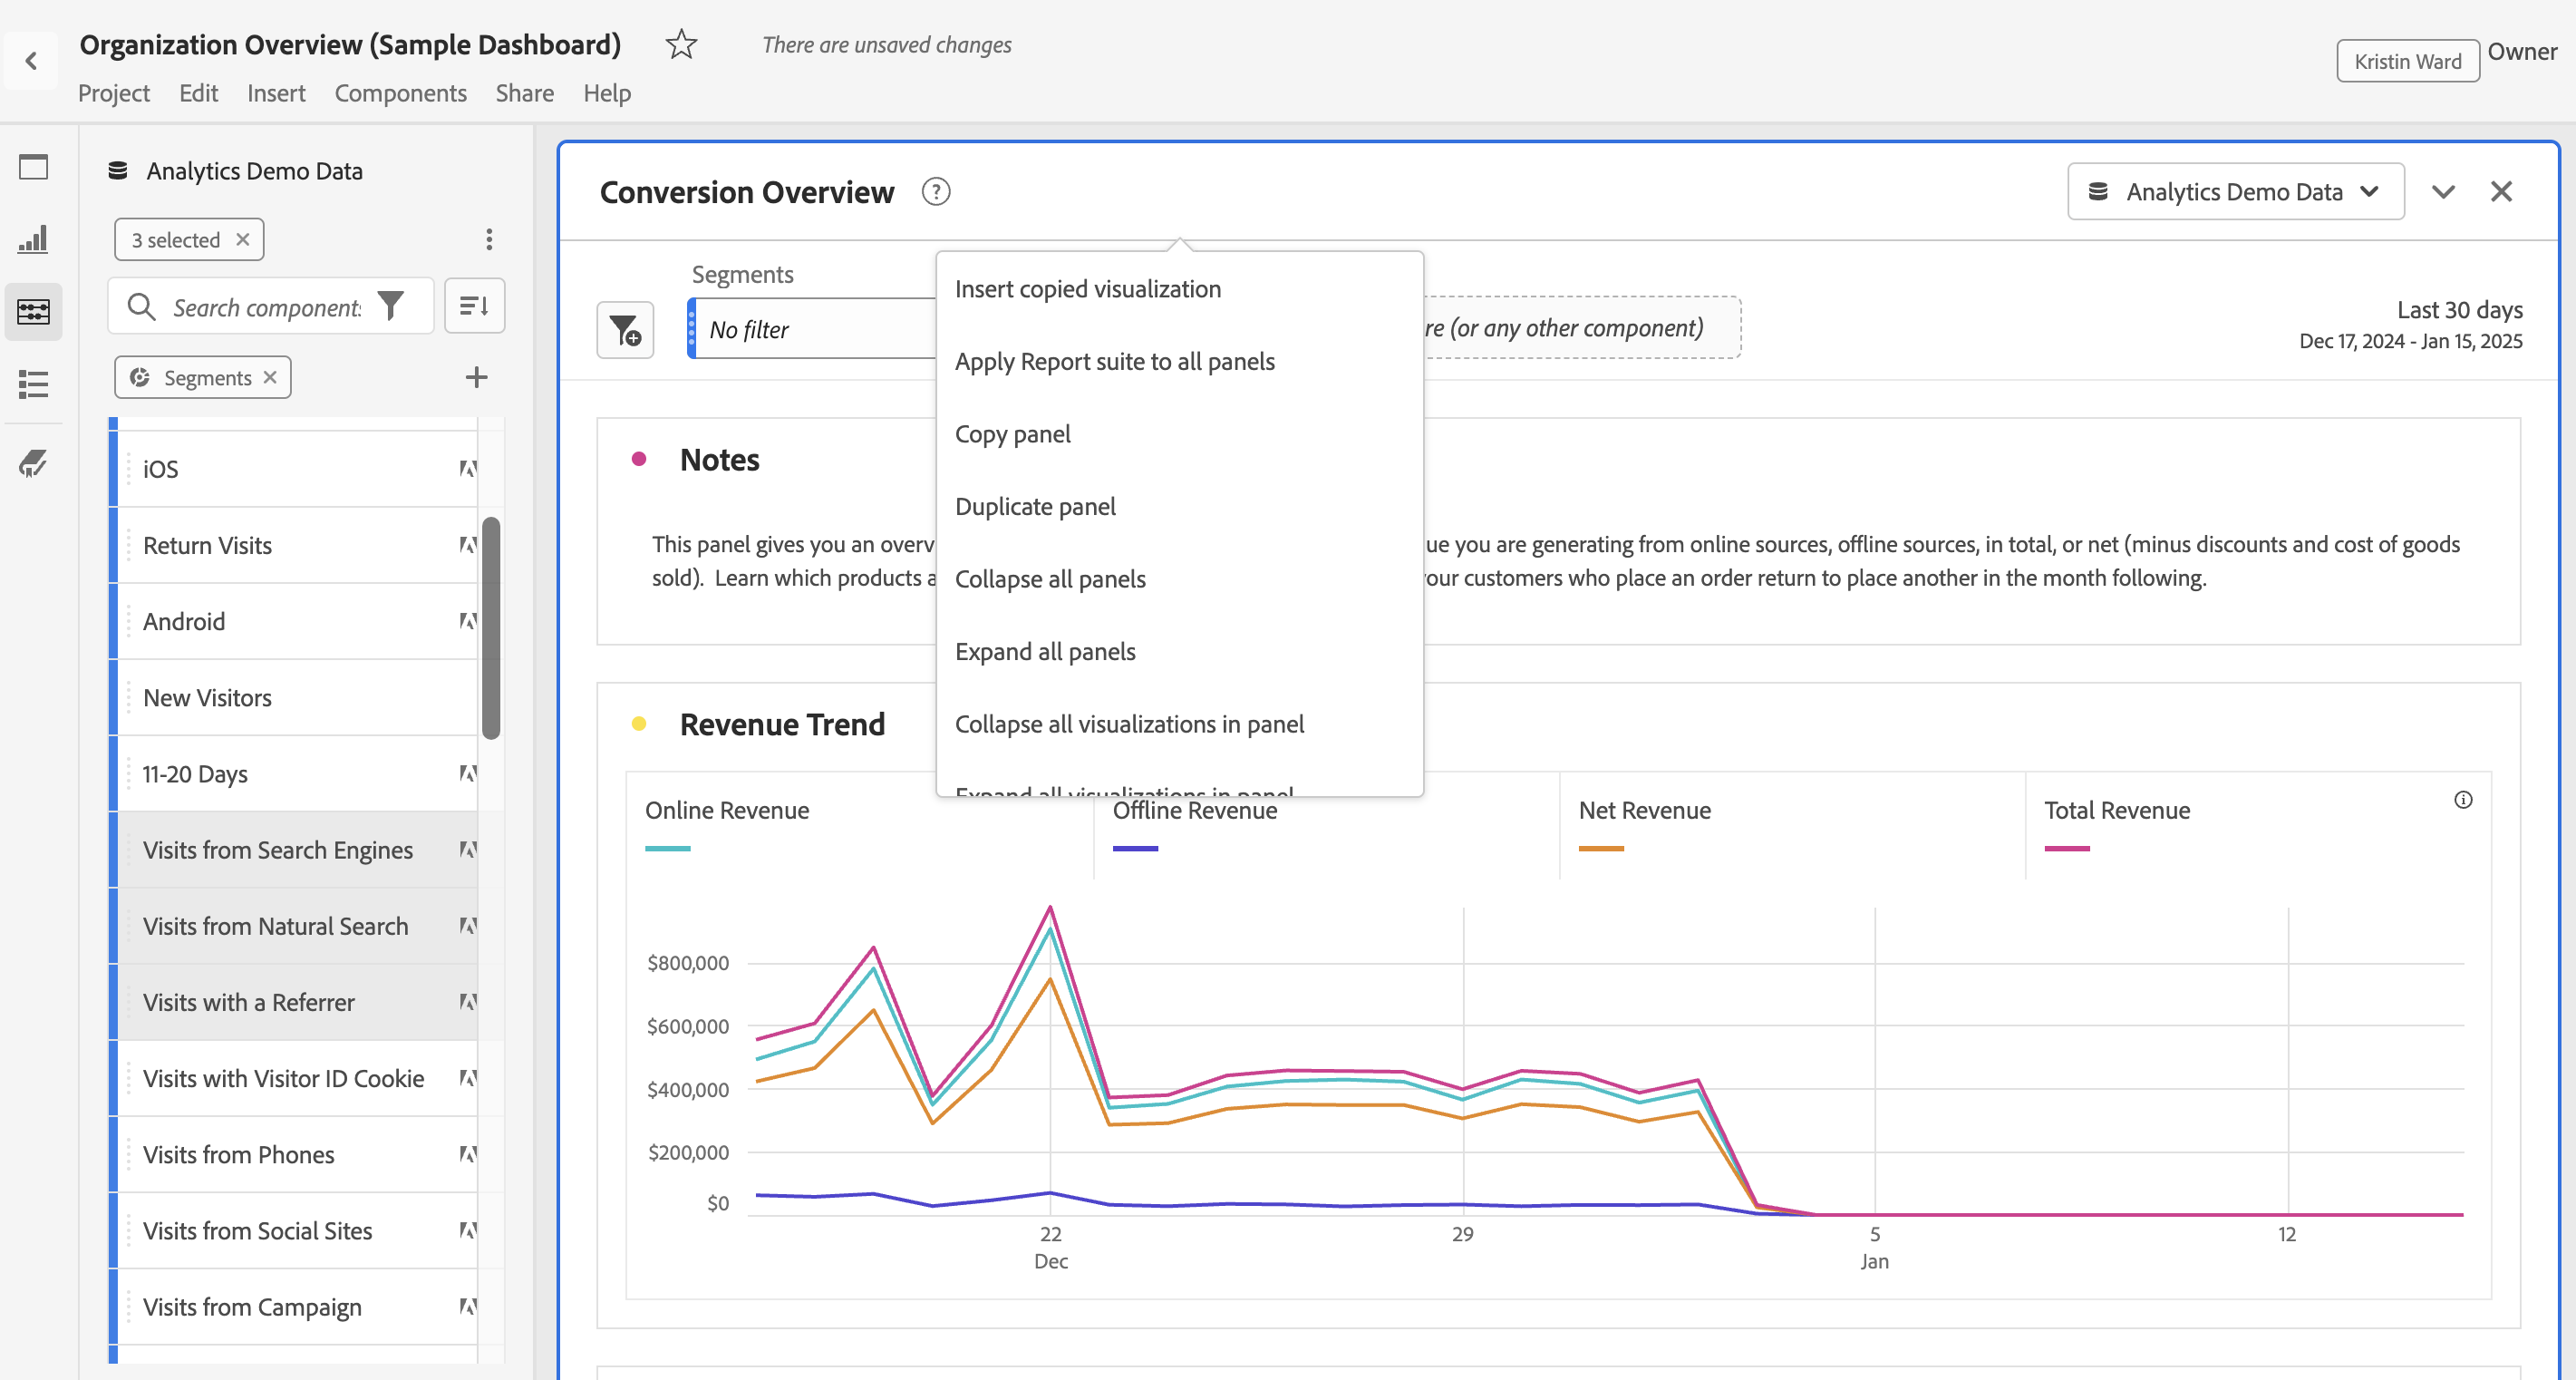 Organization Overview (Sample Dashboard)
There are unsaved changes
Kristin Ward
Owner
Project Edit Insert Components Share Help
Analytics Demo Data
3 selected
Search component
Segments
iOS
Return Visits
Android
New Visitors
11-20 Days
Visits from Search Engines
Visits from Natural Search
Visits with a Referrer
Visits with Visitor ID Cookie
Visits from Phones
Visits from Social Sites
Visits from Campaign
Conversion Overview
Analytics Demo Data
Segments
No filter
re (or any other component)
Last 30 days
Dec 17, 2024 - Jan 15, 2025
Insert copied visualization
Apply Report suite to all panels
Copy panel
Duplicate panel
Collapse all panels
Expand all panels
Collapse all visualizations in panel
Expand all visualizations in panel
Notes
This panel gives you an overv
ue you are generating from online sources, offline sources, in total, or net (minus discounts and cost of goods
sold). Learn which products a
our customers who place an order return to place another in the month following.
Revenue Trend
Online Revenue
Offline Revenue
Net Revenue
Total Revenue
$800,000
$600,000
$400,000
$200,000
$0
22 29 5 12
Dec Jan